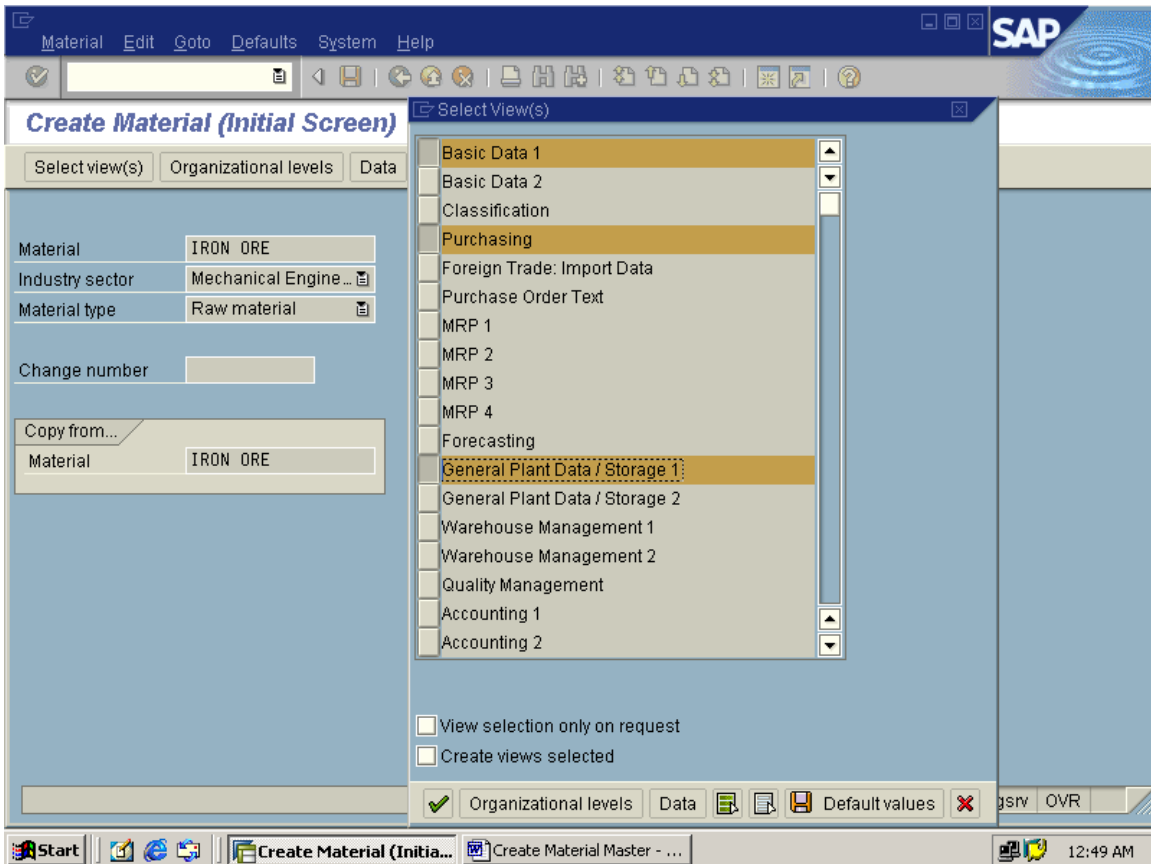 Material Edit Goto Defaults System Help
SAP
Create Material (Initial Screen)
Select view(s) Organizational levels Data
Material IRON ORE
Industry sector Mechanical Engine...
Material type Raw material
Change number
Copy from...
Material IRON ORE
Select View(s)
Basic Data 1
Basic Data 2
Classification
Purchasing
Foreign Trade: Import Data
Purchase Order Text
MRP 1
MRP 2
MRP 3
MRP 4
Forecasting
General Plant Data / Storage 1
General Plant Data / Storage 2
Warehouse Management 1
Warehouse Management 2
Quality Management
Accounting 1
Accounting 2
View selection only on request
Create views selected
Organizational levels Data Default values
gsrv OVR
Start Create Material (Initia... Create Material Master - ... 12:49 AM